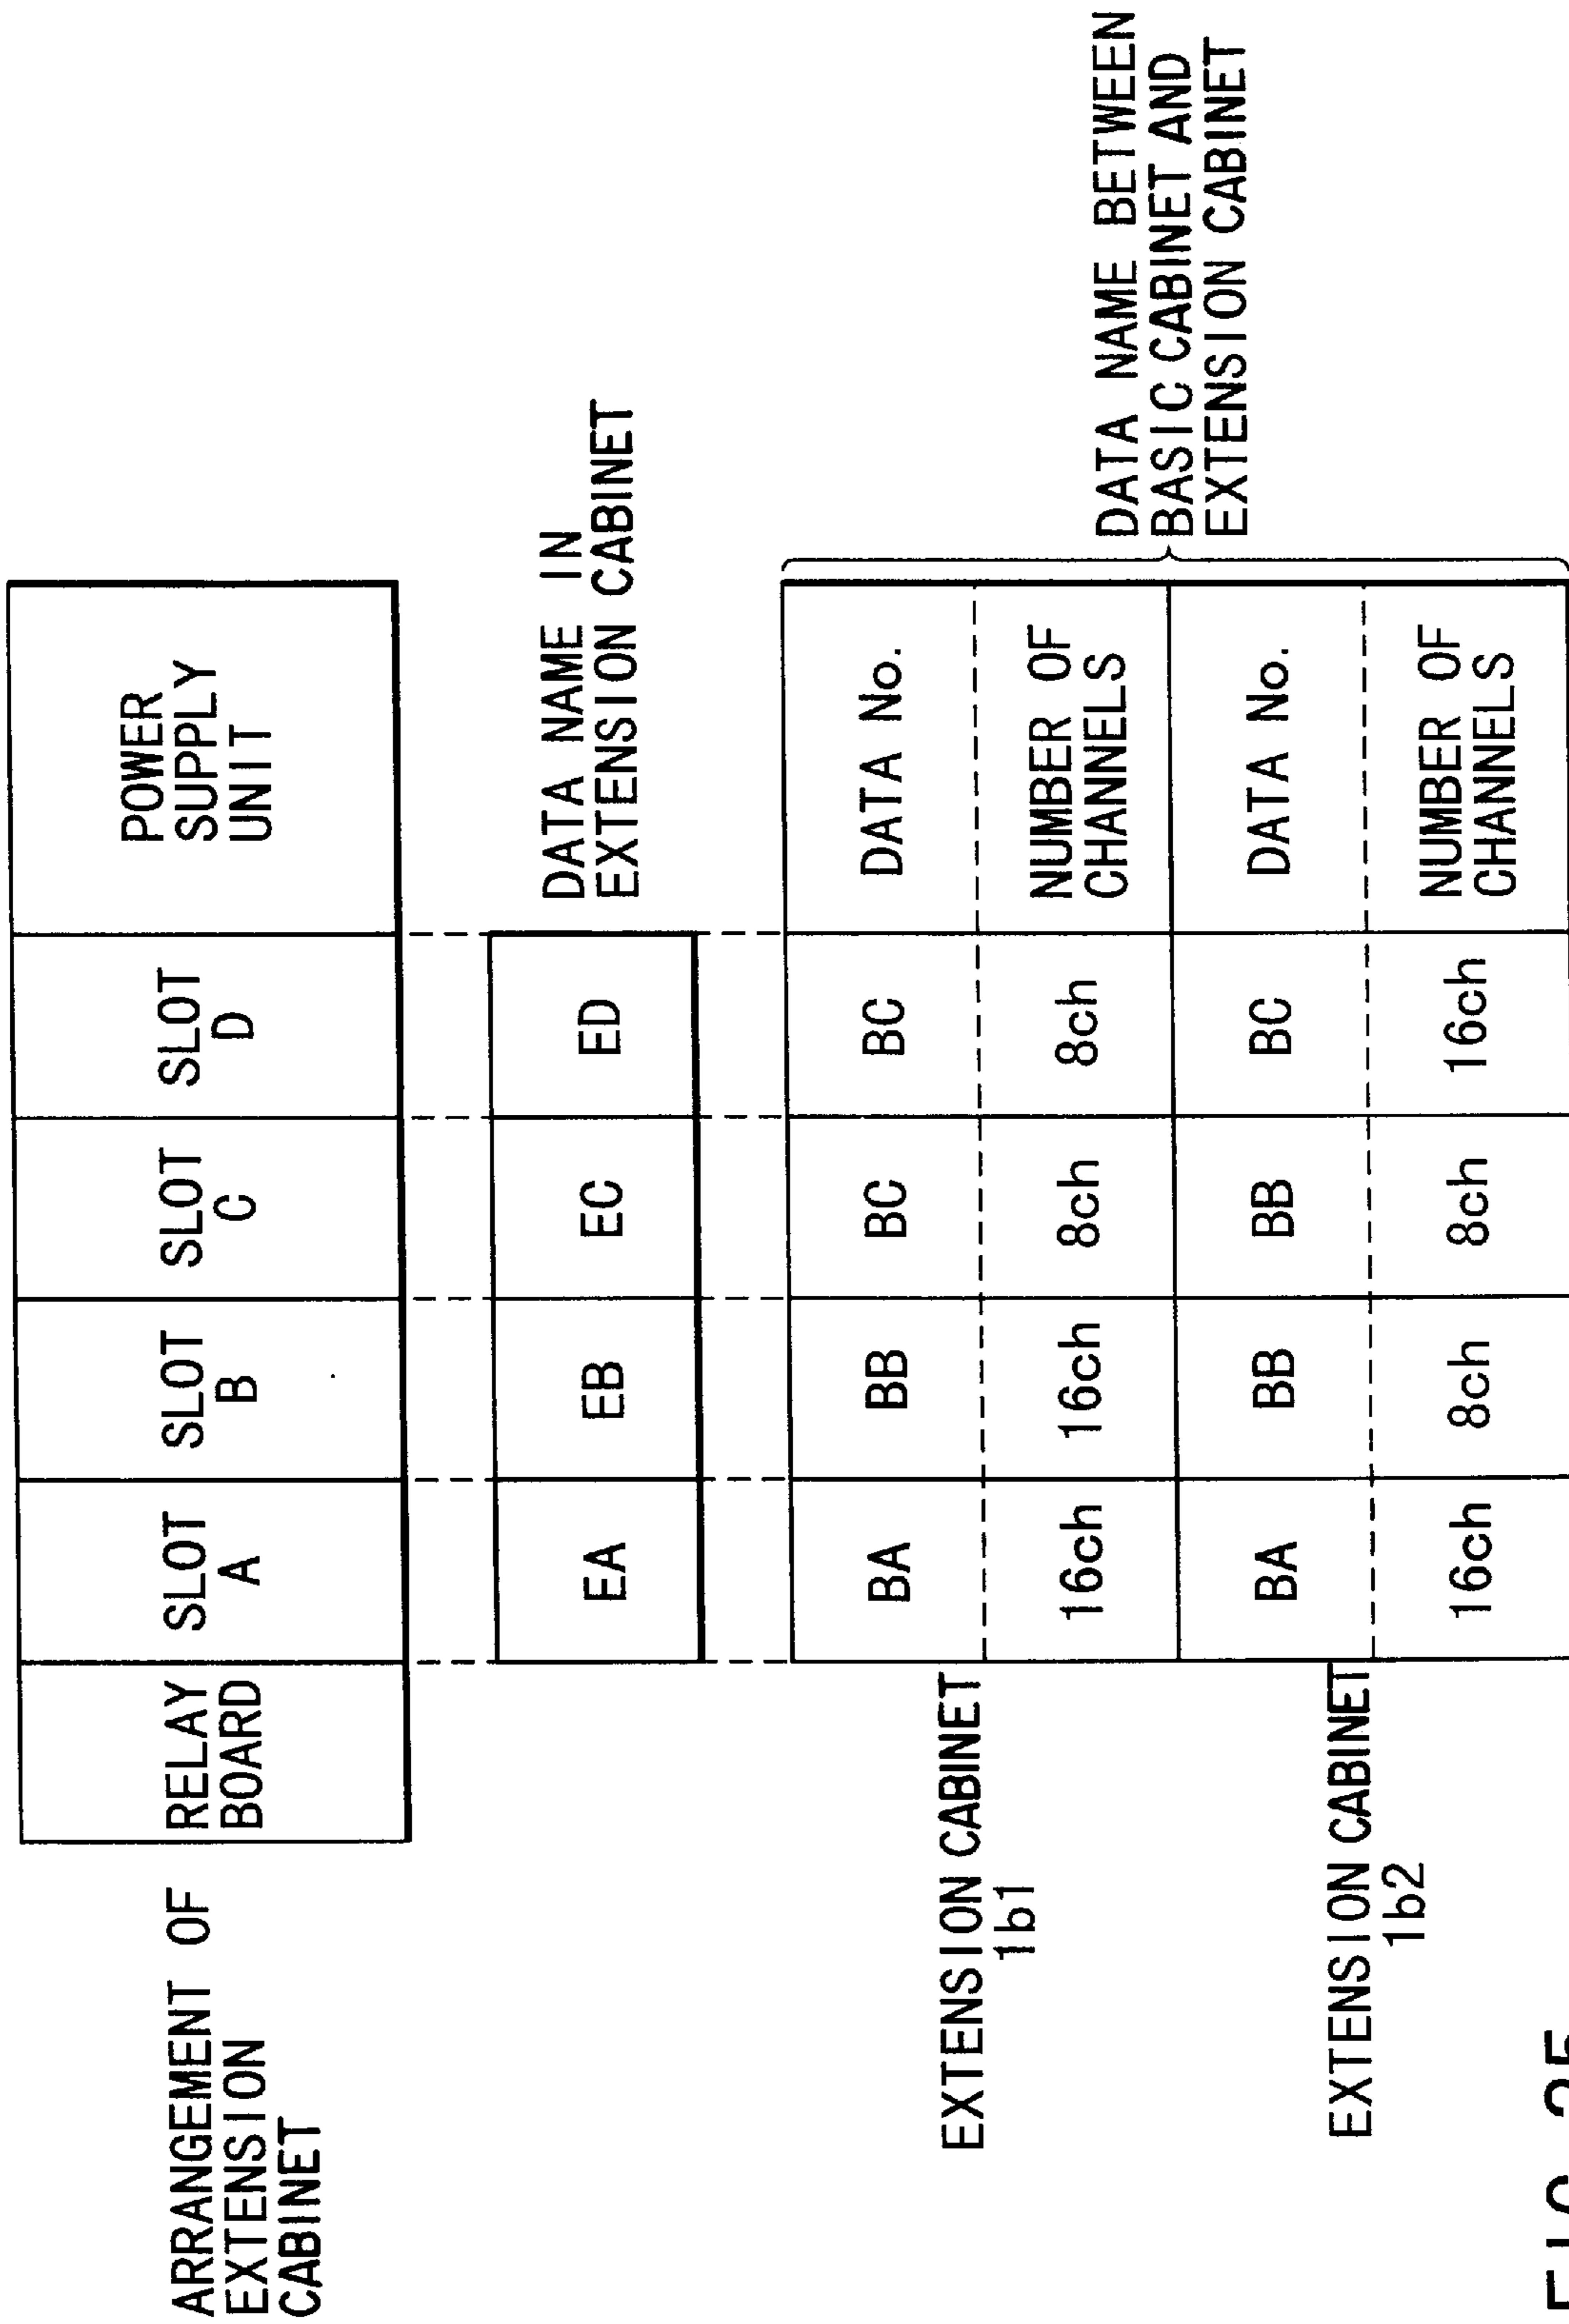 ARRANGEMENT OF
EXTENSION
CABINET
RELAY
BOARD
SLOT
A
SLOT
B
SLOT
C
SLOT
D
POWER
SUPPLY
UNIT
EA
EB
EC
ED
DATA NAME IN
EXTENSION CABINET
EXTENSION CABINET
1b1
BA
BB
BC
BC
DATA No.
16ch
16ch
8ch
8ch
NUMBER OF
CHANNELS
EXTENSION CABINET
1b2
BA
BB
BB
BC
DATA No.
16ch
8ch
8ch
16ch
NUMBER OF
CHANNELS
DATA NAME BETWEEN
BASIC CABINET AND
EXTENSION CABINET